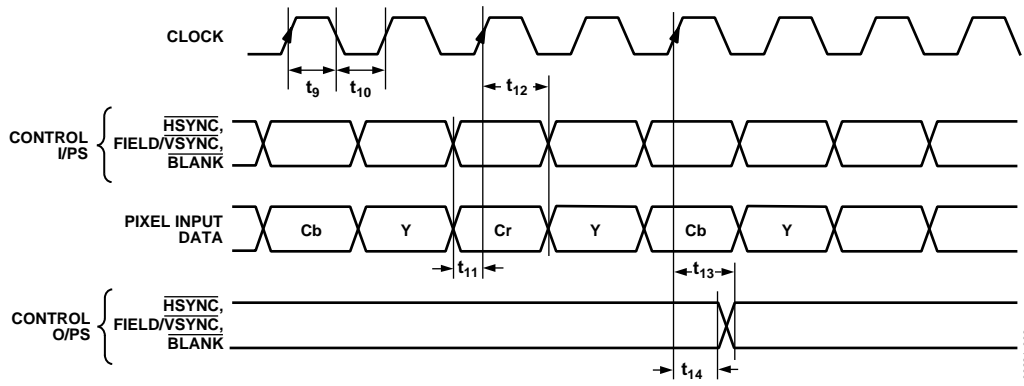 CLOCK
t9 t10 t12
CONTROL
I/PS
HSYNC,
FIELD/VSYNC,
BLANK
PIXEL INPUT
DATA
Cb Y Cr Y Cb Y
t11 t13
CONTROL
O/PS
HSYNC,
FIELD/VSYNC,
BLANK
t14